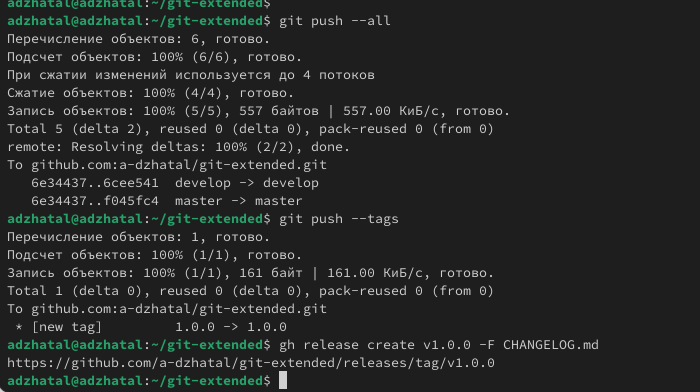 adzhatal@adzhatal:~/git-extended$
adzhatal@adzhatal:~/git-extended$ git push --all
Перечисление объектов: 6, готово.
Подсчет объектов: 100% (6/6), готово.
При сжатии изменений используется до 4 потоков
Сжатие объектов: 100% (4/4), готово.
Запись объектов: 100% (5/5), 557 байтов | 557.00 КиБ/с, готово.
Total 5 (delta 2), reused 0 (delta 0), pack-reused 0 (from 0)
remote: Resolving deltas: 100% (2/2), done.
To github.com:a-dzhatal/git-extended.git
   6e34437..6cee541  develop -> develop
   6e34437..f045fc4  master -> master
adzhatal@adzhatal:~/git-extended$ git push --tags
Перечисление объектов: 1, готово.
Подсчет объектов: 100% (1/1), готово.
Запись объектов: 100% (1/1), 161 байт | 161.00 КиБ/с, готово.
Total 1 (delta 0), reused 0 (delta 0), pack-reused 0 (from 0)
To github.com:a-dzhatal/git-extended.git
 * [new tag]         1.0.0 -> 1.0.0
adzhatal@adzhatal:~/git-extended$ gh release create v1.0.0 -F CHANGELOG.md
https://github.com/a-dzhatal/git-extended/releases/tag/v1.0.0
adzhatal@adzhatal:~/git-extended$